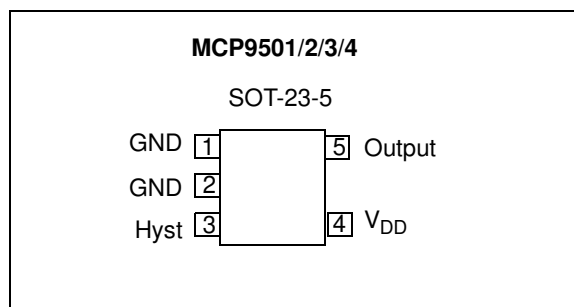 MCP9501/2/3/4
SOT-23-5
GND 1 5 Output
GND 2
Hyst 3 4 VDD